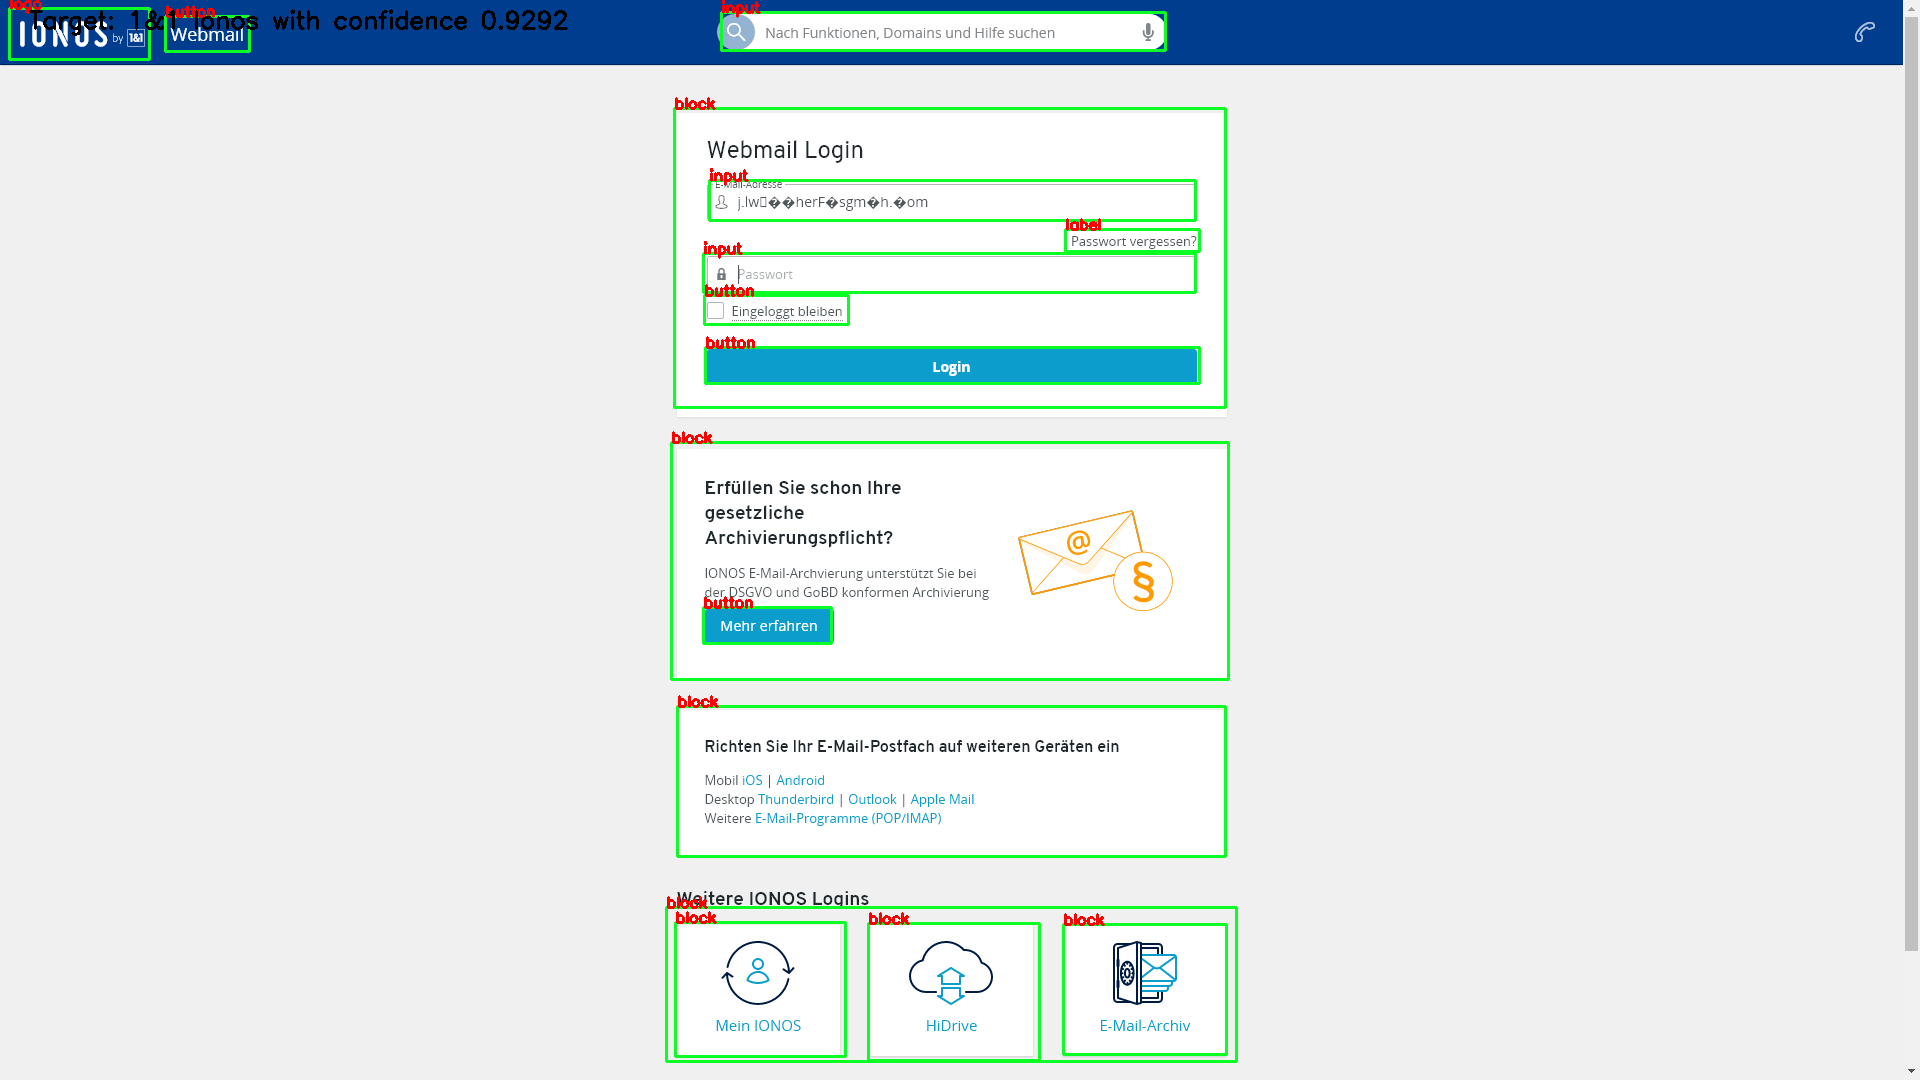 logo
button
input
Target: 1&1 Ionos with confidence 0.9292
IONOS by 1&1
Webmail
Nach Funktionen, Domains und Hilfe suchen
block
Webmail Login
input
E-Mail-Adresse
j.lw▯��herF�sgm�h.�om
label
Passwort vergessen?
input
Passwort
button
Eingeloggt bleiben
button
Login
block
Erfüllen Sie schon Ihre
gesetzliche
Archivierungspflicht?
@
§
IONOS E-Mail-Archvierung unterstützt Sie bei
der DSGVO und GoBD konformen Archivierung
button
Mehr erfahren
block
Richten Sie Ihr E-Mail-Postfach auf weiteren Geräten ein
Mobil iOS | Android
Desktop Thunderbird | Outlook | Apple Mail
Weitere E-Mail-Programme (POP/IMAP)
Weitere IONOS Logins
block
block
block
block
Mein IONOS
HiDrive
E-Mail-Archiv